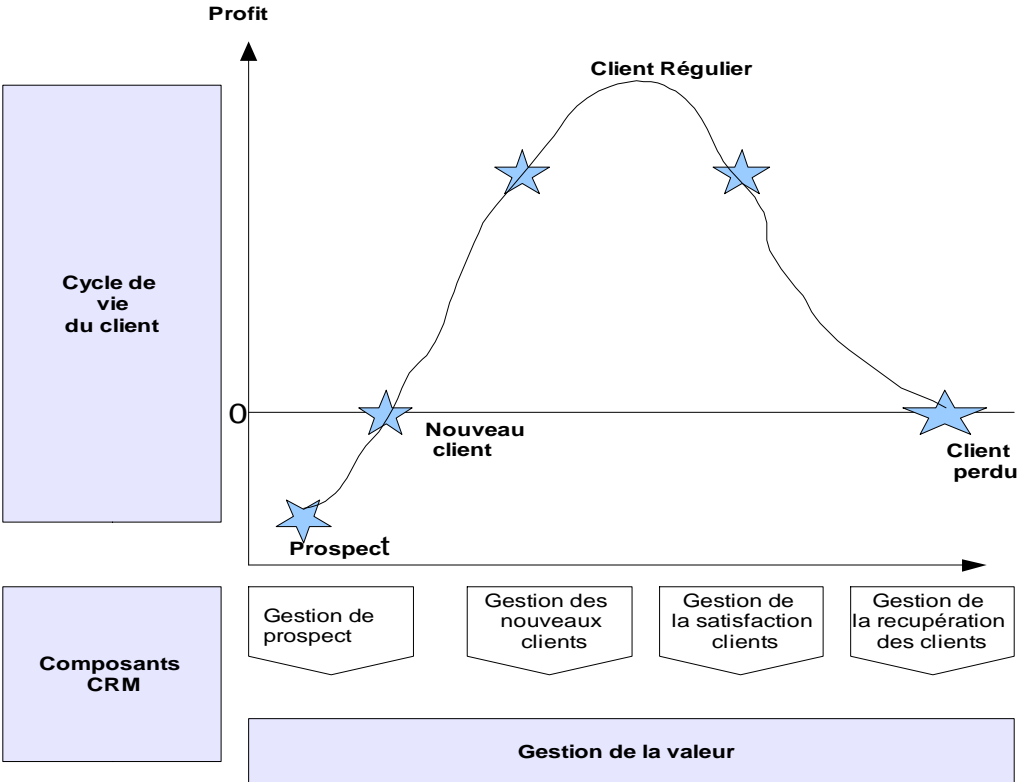 Profit
Client Régulier
Cycle de
vie
du client
0
Nouveau
client
Client
perdu
Prospect
Gestion de
prospect
Gestion des
nouveaux
clients
Gestion de
la satisfaction
clients
Gestion de
la recupération
des clients
Composants
CRM
Gestion de la valeur